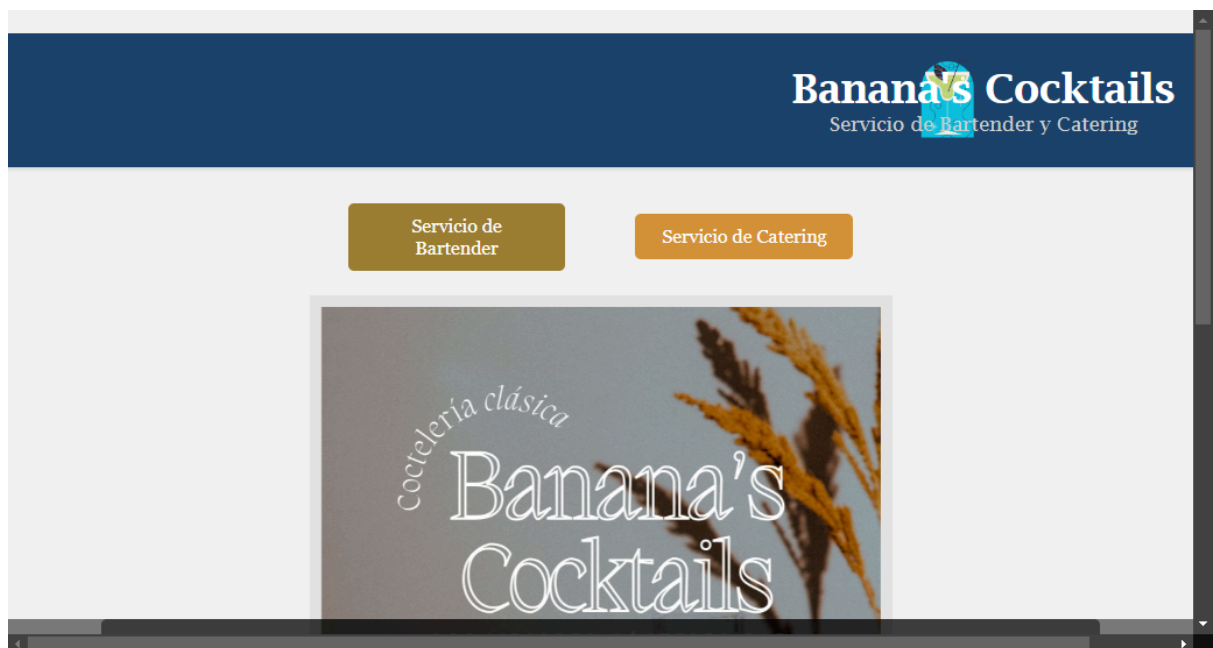 Banana's Cocktails
Servicio de Bartender y Catering
Servicio de
Bartender
Servicio de Catering
Coctelería clásica
Banana's
Cocktails